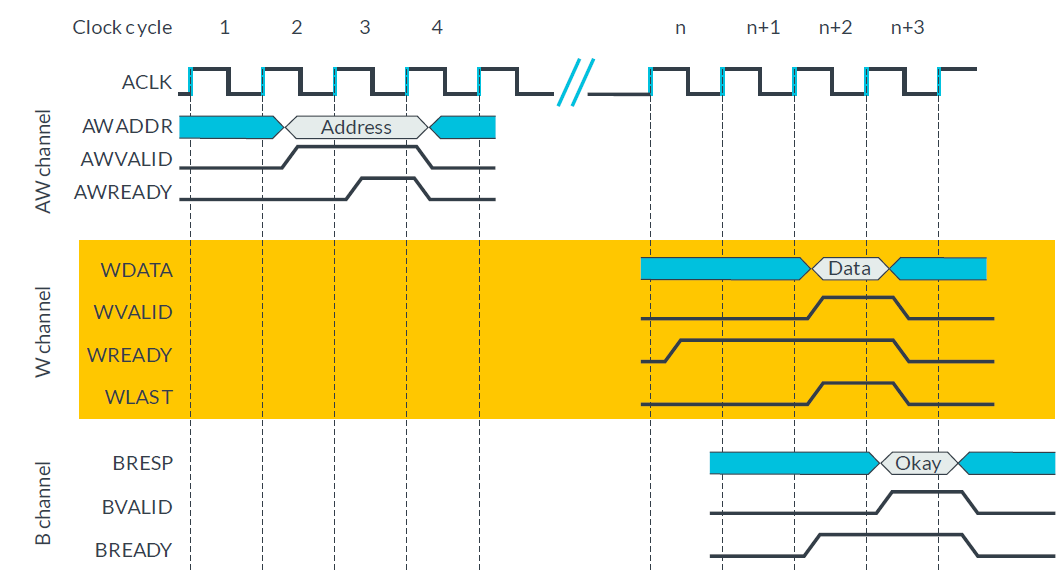 Clock cycle 1 2 3 4 n n+1 n+2 n+3
ACLK
AW channel
AWADDR Address
AWVALID
AWREADY
W channel
WDATA Data
WVALID
WREADY
WLAST
B channel
BRESP Okay
BVALID
BREADY